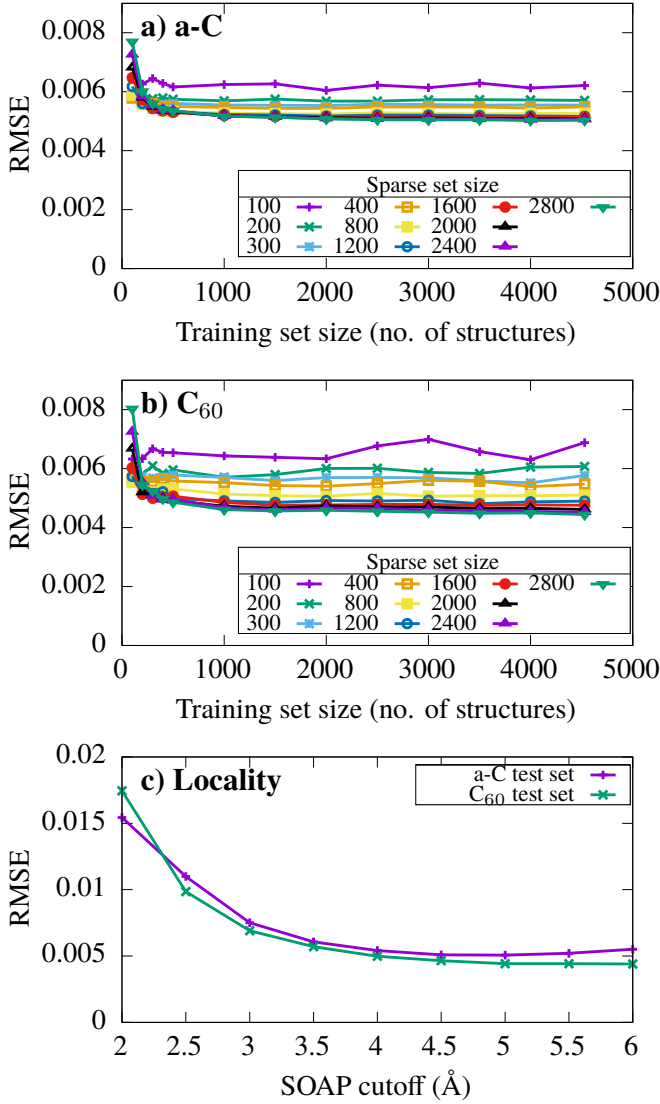 a) a-C
0.008
0.006
0.004
0.002
0
RMSE
Sparse set size
100 400 1600 2800
200 800 2000
300 1200 2400
0 1000 2000 3000 4000 5000
Training set size (no. of structures)
b) C₆₀
0.008
0.006
0.004
0.002
0
RMSE
Sparse set size
100 400 1600 2800
200 800 2000
300 1200 2400
0 1000 2000 3000 4000 5000
Training set size (no. of structures)
c) Locality
0.02
0.015
0.01
0.005
0
RMSE
a-C test set
C₆₀ test set
2 2.5 3 3.5 4 4.5 5 5.5 6
SOAP cutoff (Å)